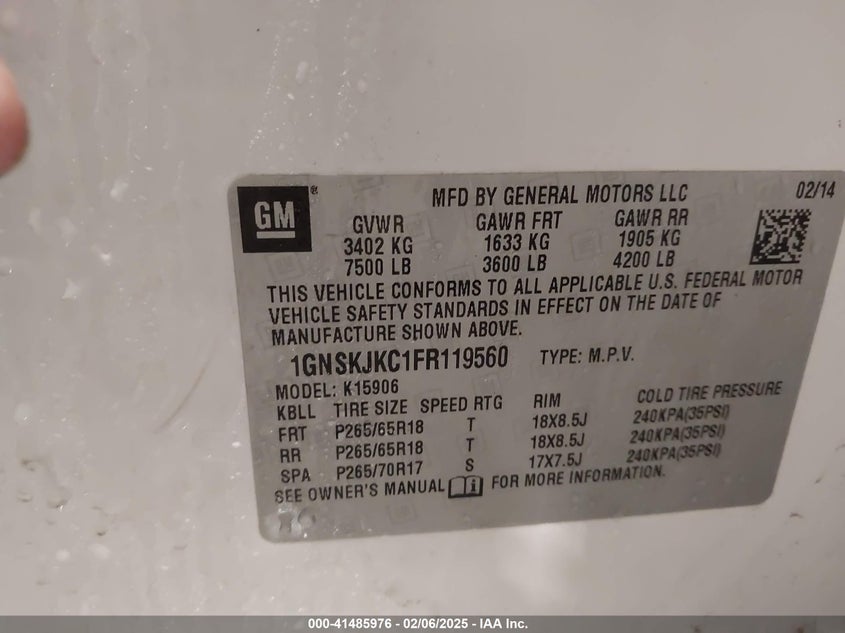 GM ®
MFD BY GENERAL MOTORS LLC 02/14
GVWR GAWR FRT GAWR RR
3402 KG 1633 KG 1905 KG
7500 LB 3600 LB 4200 LB
THIS VEHICLE CONFORMS TO ALL APPLICABLE U.S. FEDERAL MOTOR
VEHICLE SAFETY STANDARDS IN EFFECT ON THE DATE OF
MANUFACTURE SHOWN ABOVE.
1GNSKJKC1FR119560 TYPE: M.P.V.
MODEL: K15906
KBLL TIRE SIZE SPEED RTG RIM COLD TIRE PRESSURE
FRT P265/65R18 T 18X8.5J 240KPA(35PSI)
RR P265/65R18 T 18X8.5J 240KPA(35PSI)
SPA P265/70R17 S 17X7.5J 240KPA(35PSI)
SEE OWNER'S MANUAL FOR MORE INFORMATION.
000-41485976 - 02/06/2025 - IAA Inc.